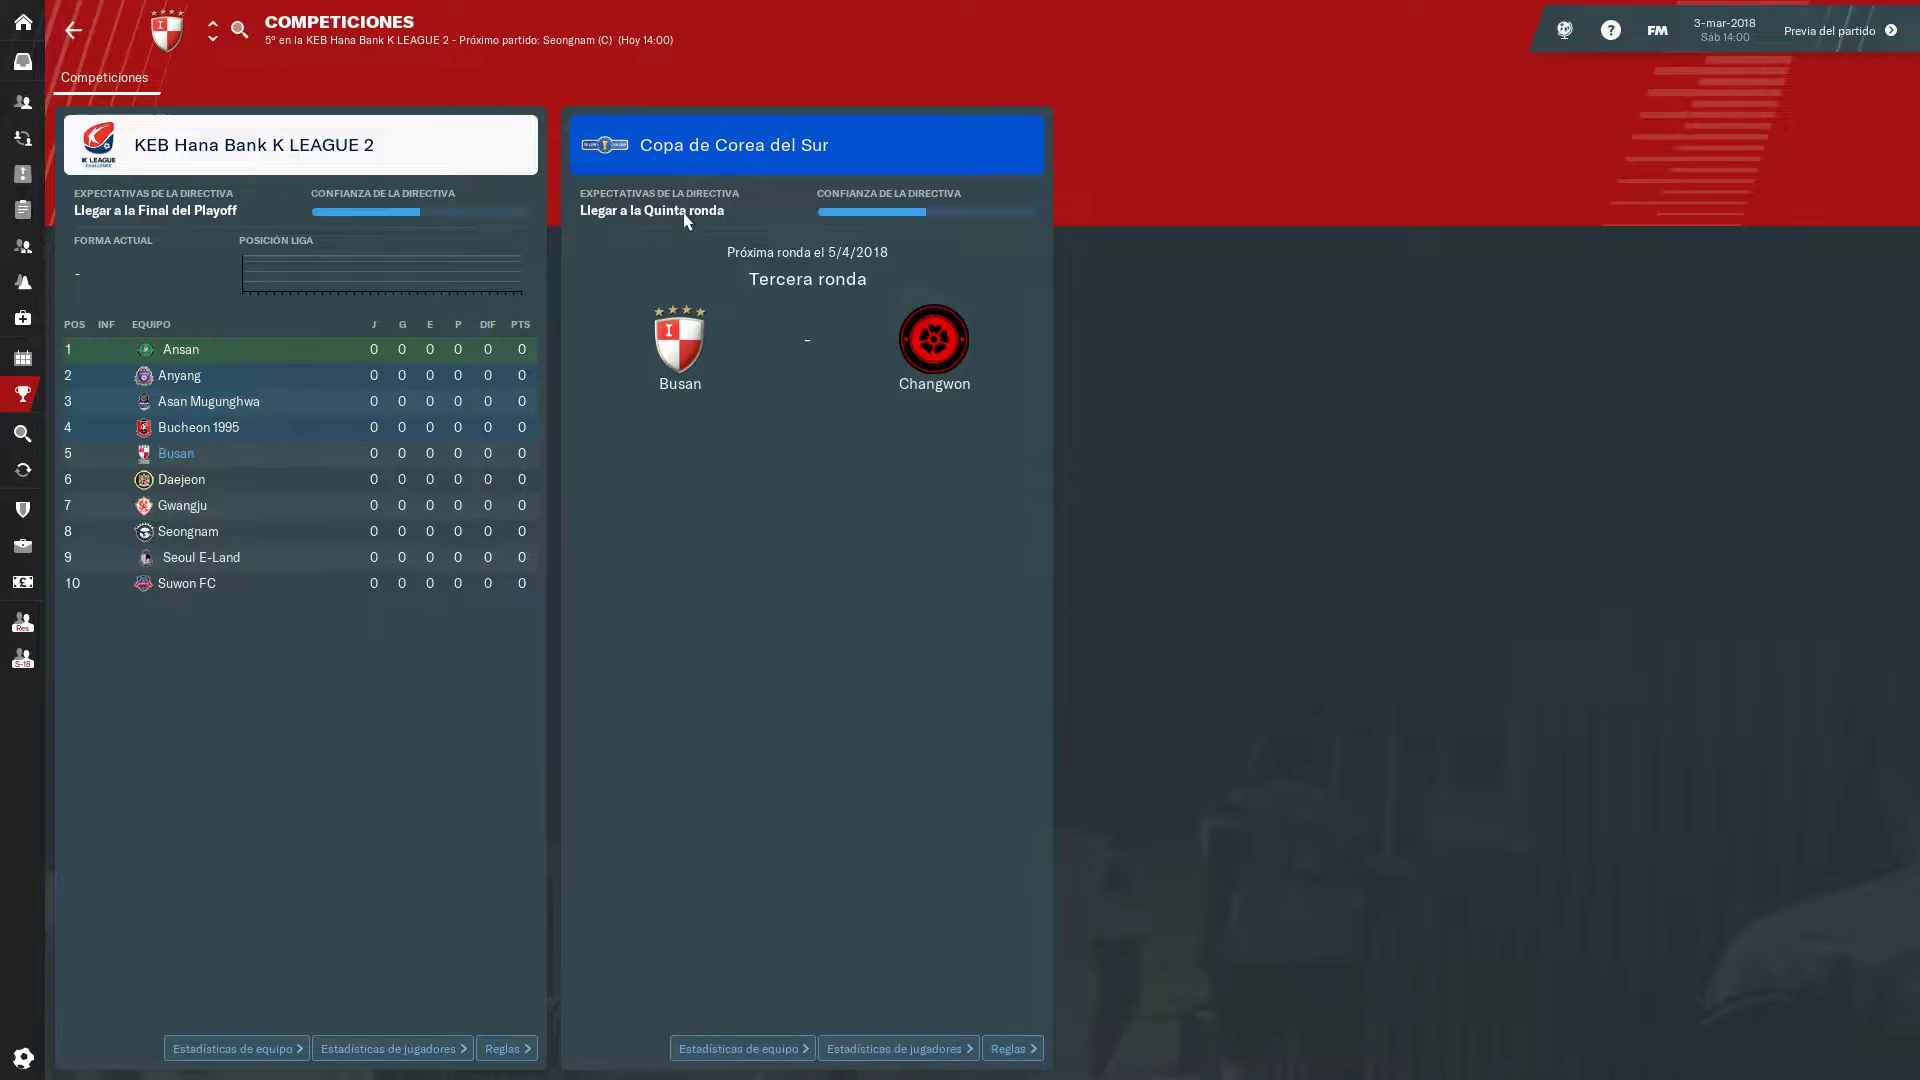 COMPETICIONES
5º en la KEB Hana Bank K LEAGUE 2 - Próximo partido: Seongnam (C) (Hoy 14:00)
?
FM
3-mar-2018
Sáb 14:00
Previa del partido
Competiciones
K LEAGUE
CHALLENGE
KEB Hana Bank K LEAGUE 2
EXPECTATIVAS DE LA DIRECTIVA
CONFIANZA DE LA DIRECTIVA
Llegar a la Final del Playoff
FORMA ACTUAL
POSICIÓN LIGA
-
POS INF EQUIPO J G E P DIF PTS
1 Ansan 0 0 0 0 0 0
2 Anyang 0 0 0 0 0 0
3 Asan Mugunghwa 0 0 0 0 0 0
4 Bucheon 1995 0 0 0 0 0 0
5 Busan 0 0 0 0 0 0
6 Daejeon 0 0 0 0 0 0
7 Gwangju 0 0 0 0 0 0
8 Seongnam 0 0 0 0 0 0
9 Seoul E-Land 0 0 0 0 0 0
10 Suwon FC 0 0 0 0 0 0
Estadísticas de equipo
Estadísticas de jugadores
Reglas
Copa de Corea del Sur
EXPECTATIVAS DE LA DIRECTIVA
CONFIANZA DE LA DIRECTIVA
Llegar a la Quinta ronda
Próxima ronda el 5/4/2018
Tercera ronda
-
Busan
Changwon
Estadísticas de equipo
Estadísticas de jugadores
Reglas
Res
S-18